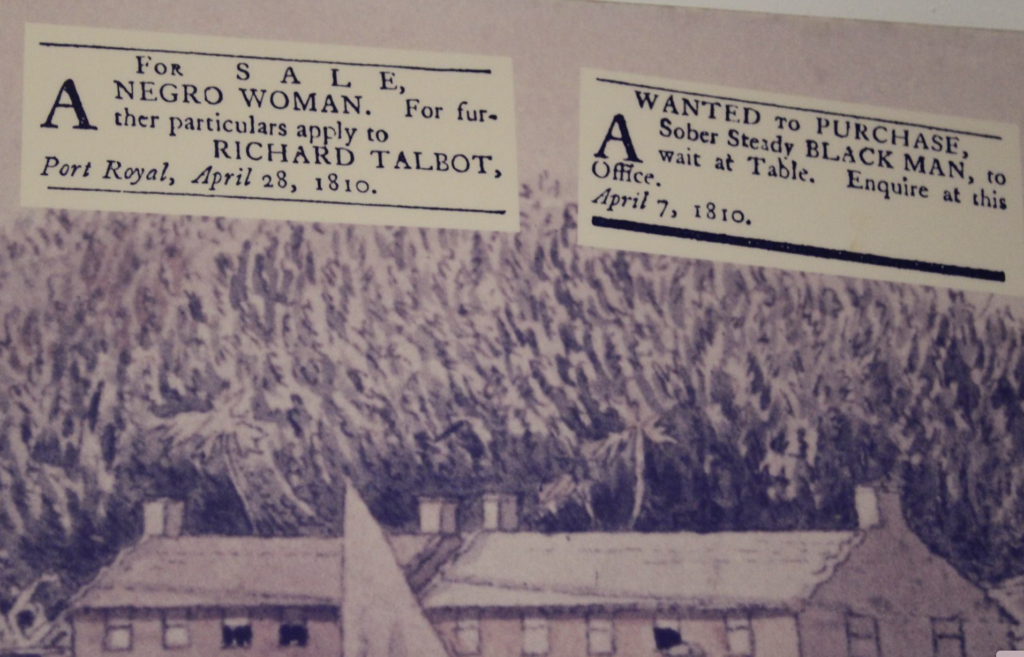 For SALE,
A NEGRO WOMAN. For fur-
ther particulars apply to
RICHARD TALBOT,
Port Royal, April 28, 1810.
WANTED to PURCHASE,
A Sober Steady BLACK MAN, to
wait at Table. Enquire at this
Office.
April 7, 1810.